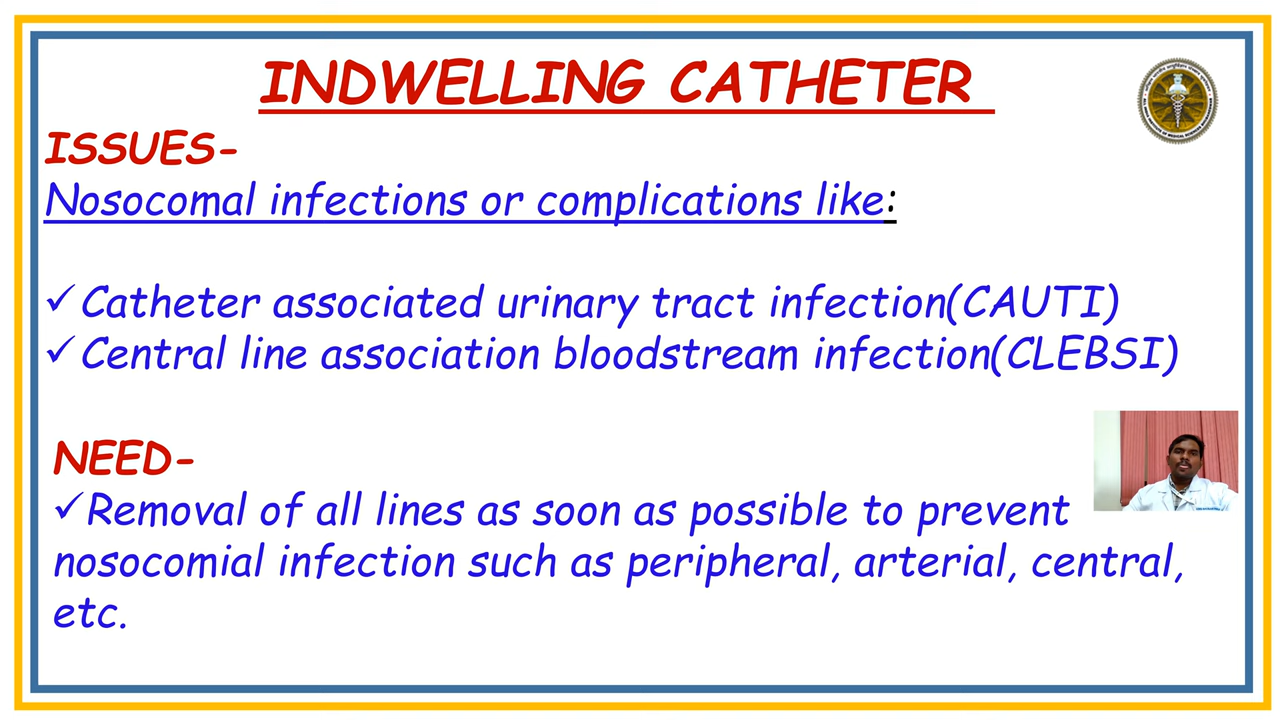 INDWELLING CATHETER
ISSUES-
Nosocomal infections or complications like:
✓Catheter associated urinary tract infection(CAUTI)
✓Central line association bloodstream infection(CLEBSI)
NEED-
✓Removal of all lines as soon as possible to prevent
nosocomial infection such as peripheral, arterial, central,
etc.